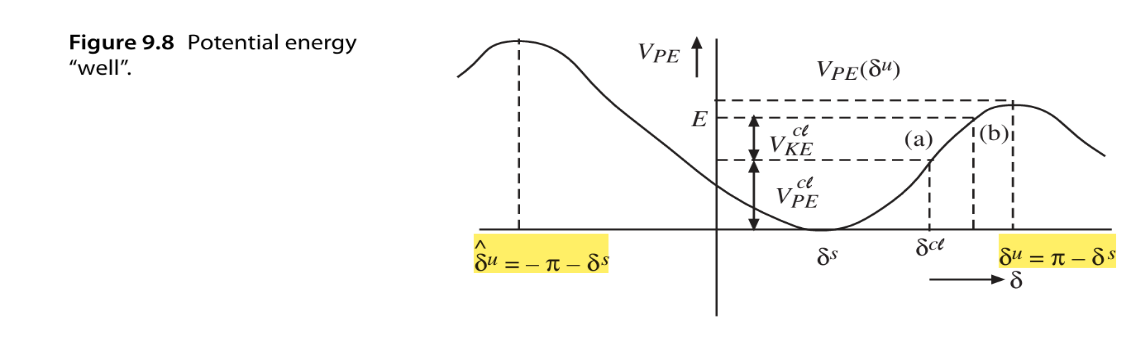 Figure 9.8 Potential energy
“well”.
V_PE
V_PE(δ^u)
E
V_KE^cℓ
(a)
(b)
V_PE^cℓ
δ̂^u = – π – δ^s
δ^s
δ^cℓ
δ^u = π – δ^s
δ